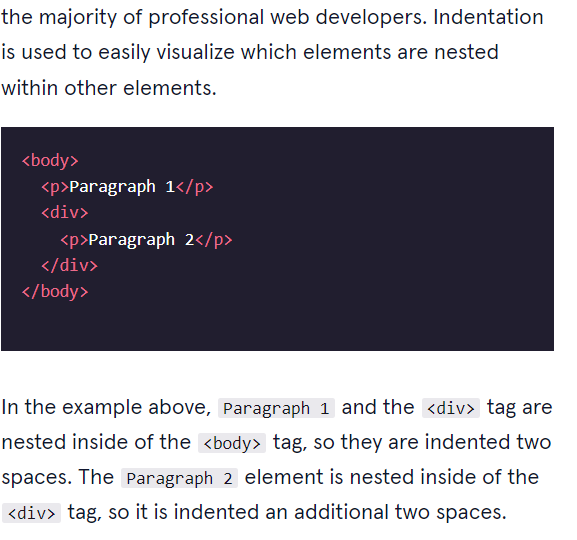 the majority of professional web developers. Indentation
is used to easily visualize which elements are nested
within other elements.
<body>
  <p>Paragraph 1</p>
  <div>
    <p>Paragraph 2</p>
  </div>
</body>
In the example above, Paragraph 1 and the <div> tag are
nested inside of the <body> tag, so they are indented two
spaces. The Paragraph 2 element is nested inside of the
<div> tag, so it is indented an additional two spaces.